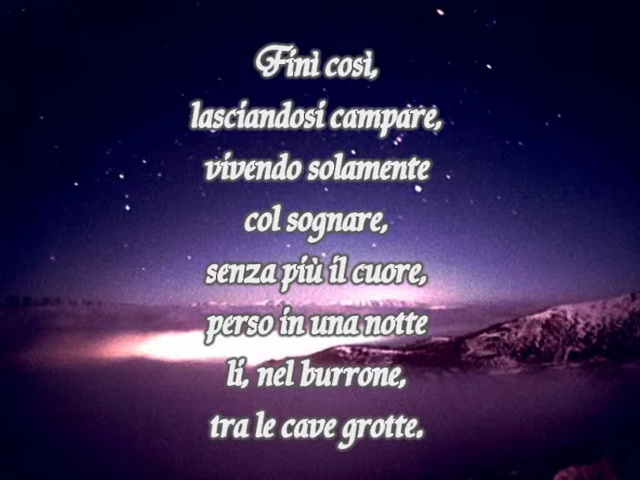 Finì così,
lasciandosi campare,
vivendo solamente
col sognare,
senza più il cuore,
perso in una notte
lì, nel burrone,
tra le cave grotte.